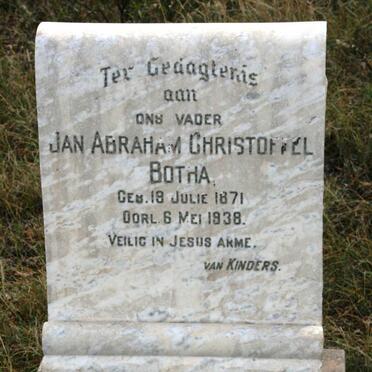 Ter Gedagtenis
aan
ONS VADER
JAN ABRAHAM CHRISTOFFEL
BOTHA,
GEB. 19 JULIE 1871
OORL. 6 MEI 1938.
VEILIG IN JESUS ARME.
VAN KINDERS.